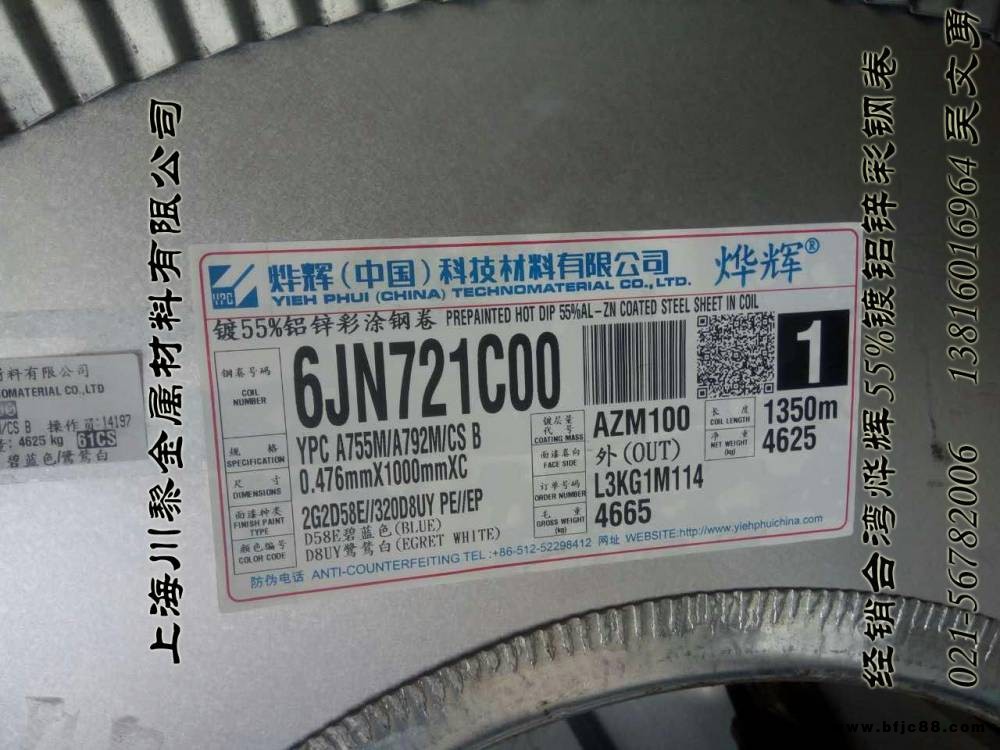 上海川黎金属材料有限公司
烨辉(中国)科技材料有限公司
YIEH PHUI (CHINA) TECHNOMATERIAL CO.,LTD.
烨辉®
YPC
镀55%铝锌彩涂钢卷 PREPAINTED HOT DIP 55%AL-ZN COATED STEEL SHEET IN COIL
钢卷号码
COIL NUMBER
6JN721C00
1
规格
SPECIFICATION
YPC A755M/A792M/CS B
尺寸
DIMENSIONS
0.476mmX1000mmXC
面漆种类
FINISH PAINT TYPE
2G2D58E//320D8UY PE//EP
颜色编号
COLOR CODE
D58E碧蓝色(BLUE)
D8UY鹭鸶白(EGRET WHITE)
镀层量代号
COATING MASS
AZM100
面漆卷向
FACE SIDE
外(OUT)
订单号码
ORDER NUMBER
L3KG1M114
毛重
GROSS WEIGHT (kg)
4665
长度
COIL LENGTH
1350m
净重
NET WEIGHT (kg)
4625
防伪电话 ANTI-COUNTERFEITING TEL :+86-512-52298412 网址 WEBSITE:http://www.yiehphuichina.com
料有限公司
NOMATERIAL CO.,LTD
/CS B 操作员:14197
: 4625 kg 61CS
碧蓝色/鹭鸶白
经销台湾烨辉55%镀铝锌彩钢卷
021-56782006 13816016964 吴文勇
www.bfjc88.com